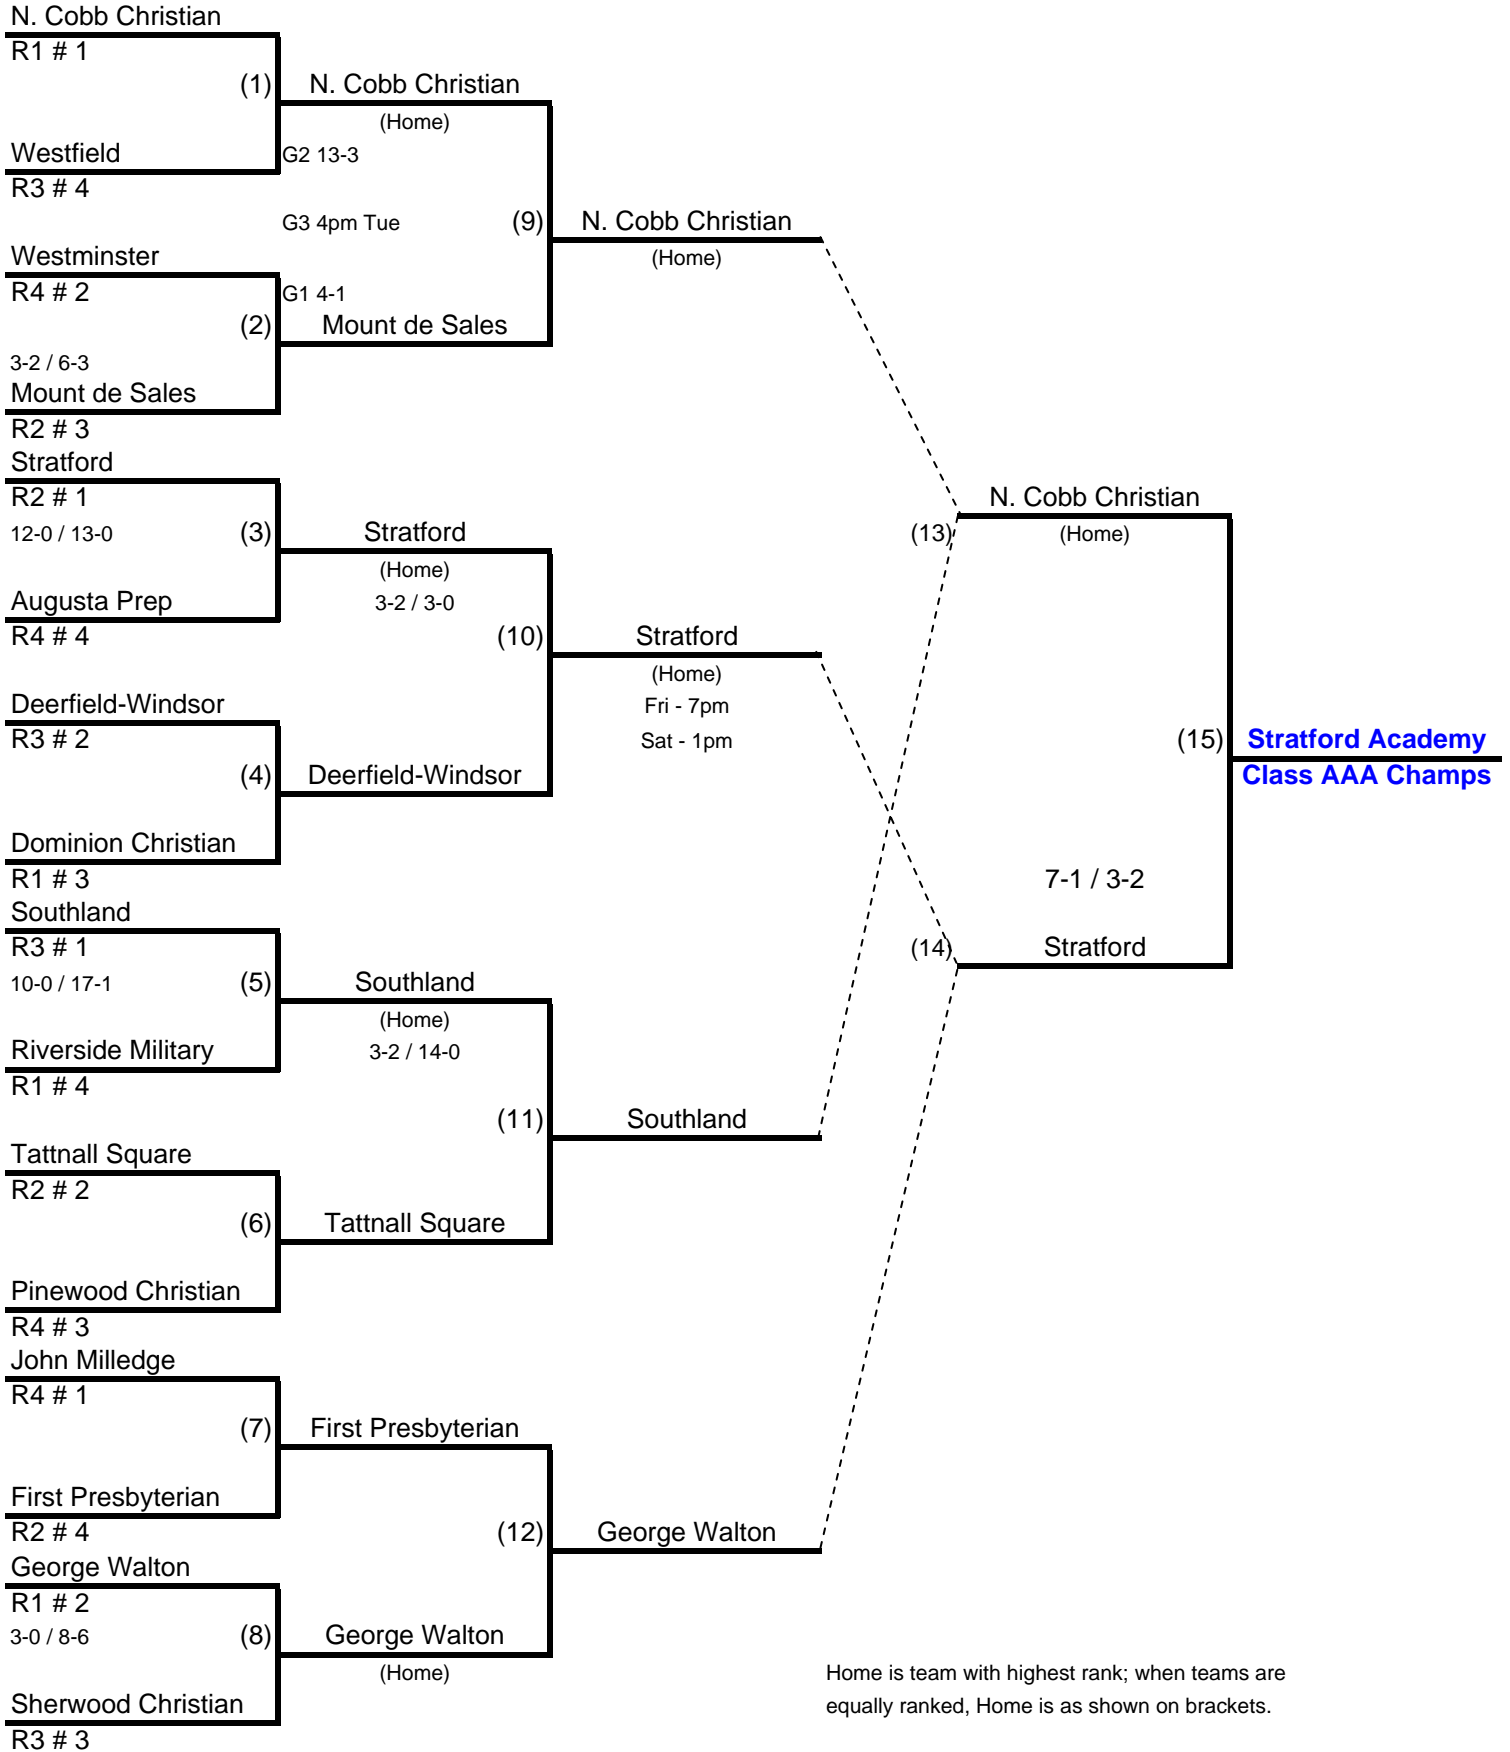 N. Cobb Christian
R1 # 1
(1)
N. Cobb Christian
(Home)
Westfield
G2 13-3
R3 # 4
G3 4pm Tue
(9)
N. Cobb Christian
(Home)
Westminster
R4 # 2
G1 4-1
(2)
Mount de Sales
3-2 / 6-3
Mount de Sales
R2 # 3
Stratford
R2 # 1
12-0 / 13-0
(3)
Stratford
(Home)
3-2 / 3-0
Augusta Prep
R4 # 4
(10)
Stratford
(Home)
Fri - 7pm
Sat - 1pm
Deerfield-Windsor
R3 # 2
(4)
Deerfield-Windsor
Dominion Christian
R1 # 3
(13)
N. Cobb Christian
(Home)
(15)
Stratford Academy
Class AAA Champs
7-1 / 3-2
(14)
Stratford
Southland
R3 # 1
10-0 / 17-1
(5)
Southland
(Home)
3-2 / 14-0
Riverside Military
R1 # 4
(11)
Southland
Tattnall Square
R2 # 2
(6)
Tattnall Square
Pinewood Christian
R4 # 3
John Milledge
R4 # 1
(7)
First Presbyterian
First Presbyterian
R2 # 4
(12)
George Walton
George Walton
R1 # 2
3-0 / 8-6
(8)
George Walton
(Home)
Sherwood Christian
R3 # 3
Home is team with highest rank; when teams are
equally ranked, Home is as shown on brackets.